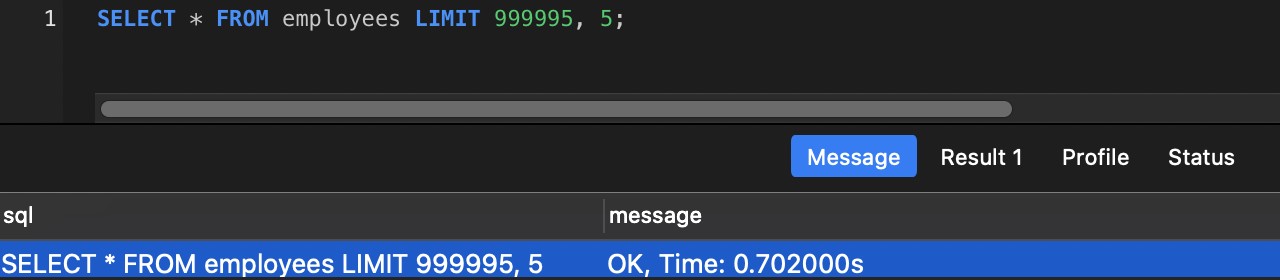 1 SELECT * FROM employees LIMIT 999995, 5;
Message Result 1 Profile Status
sql message
SELECT * FROM employees LIMIT 999995, 5 OK, Time: 0.702000s